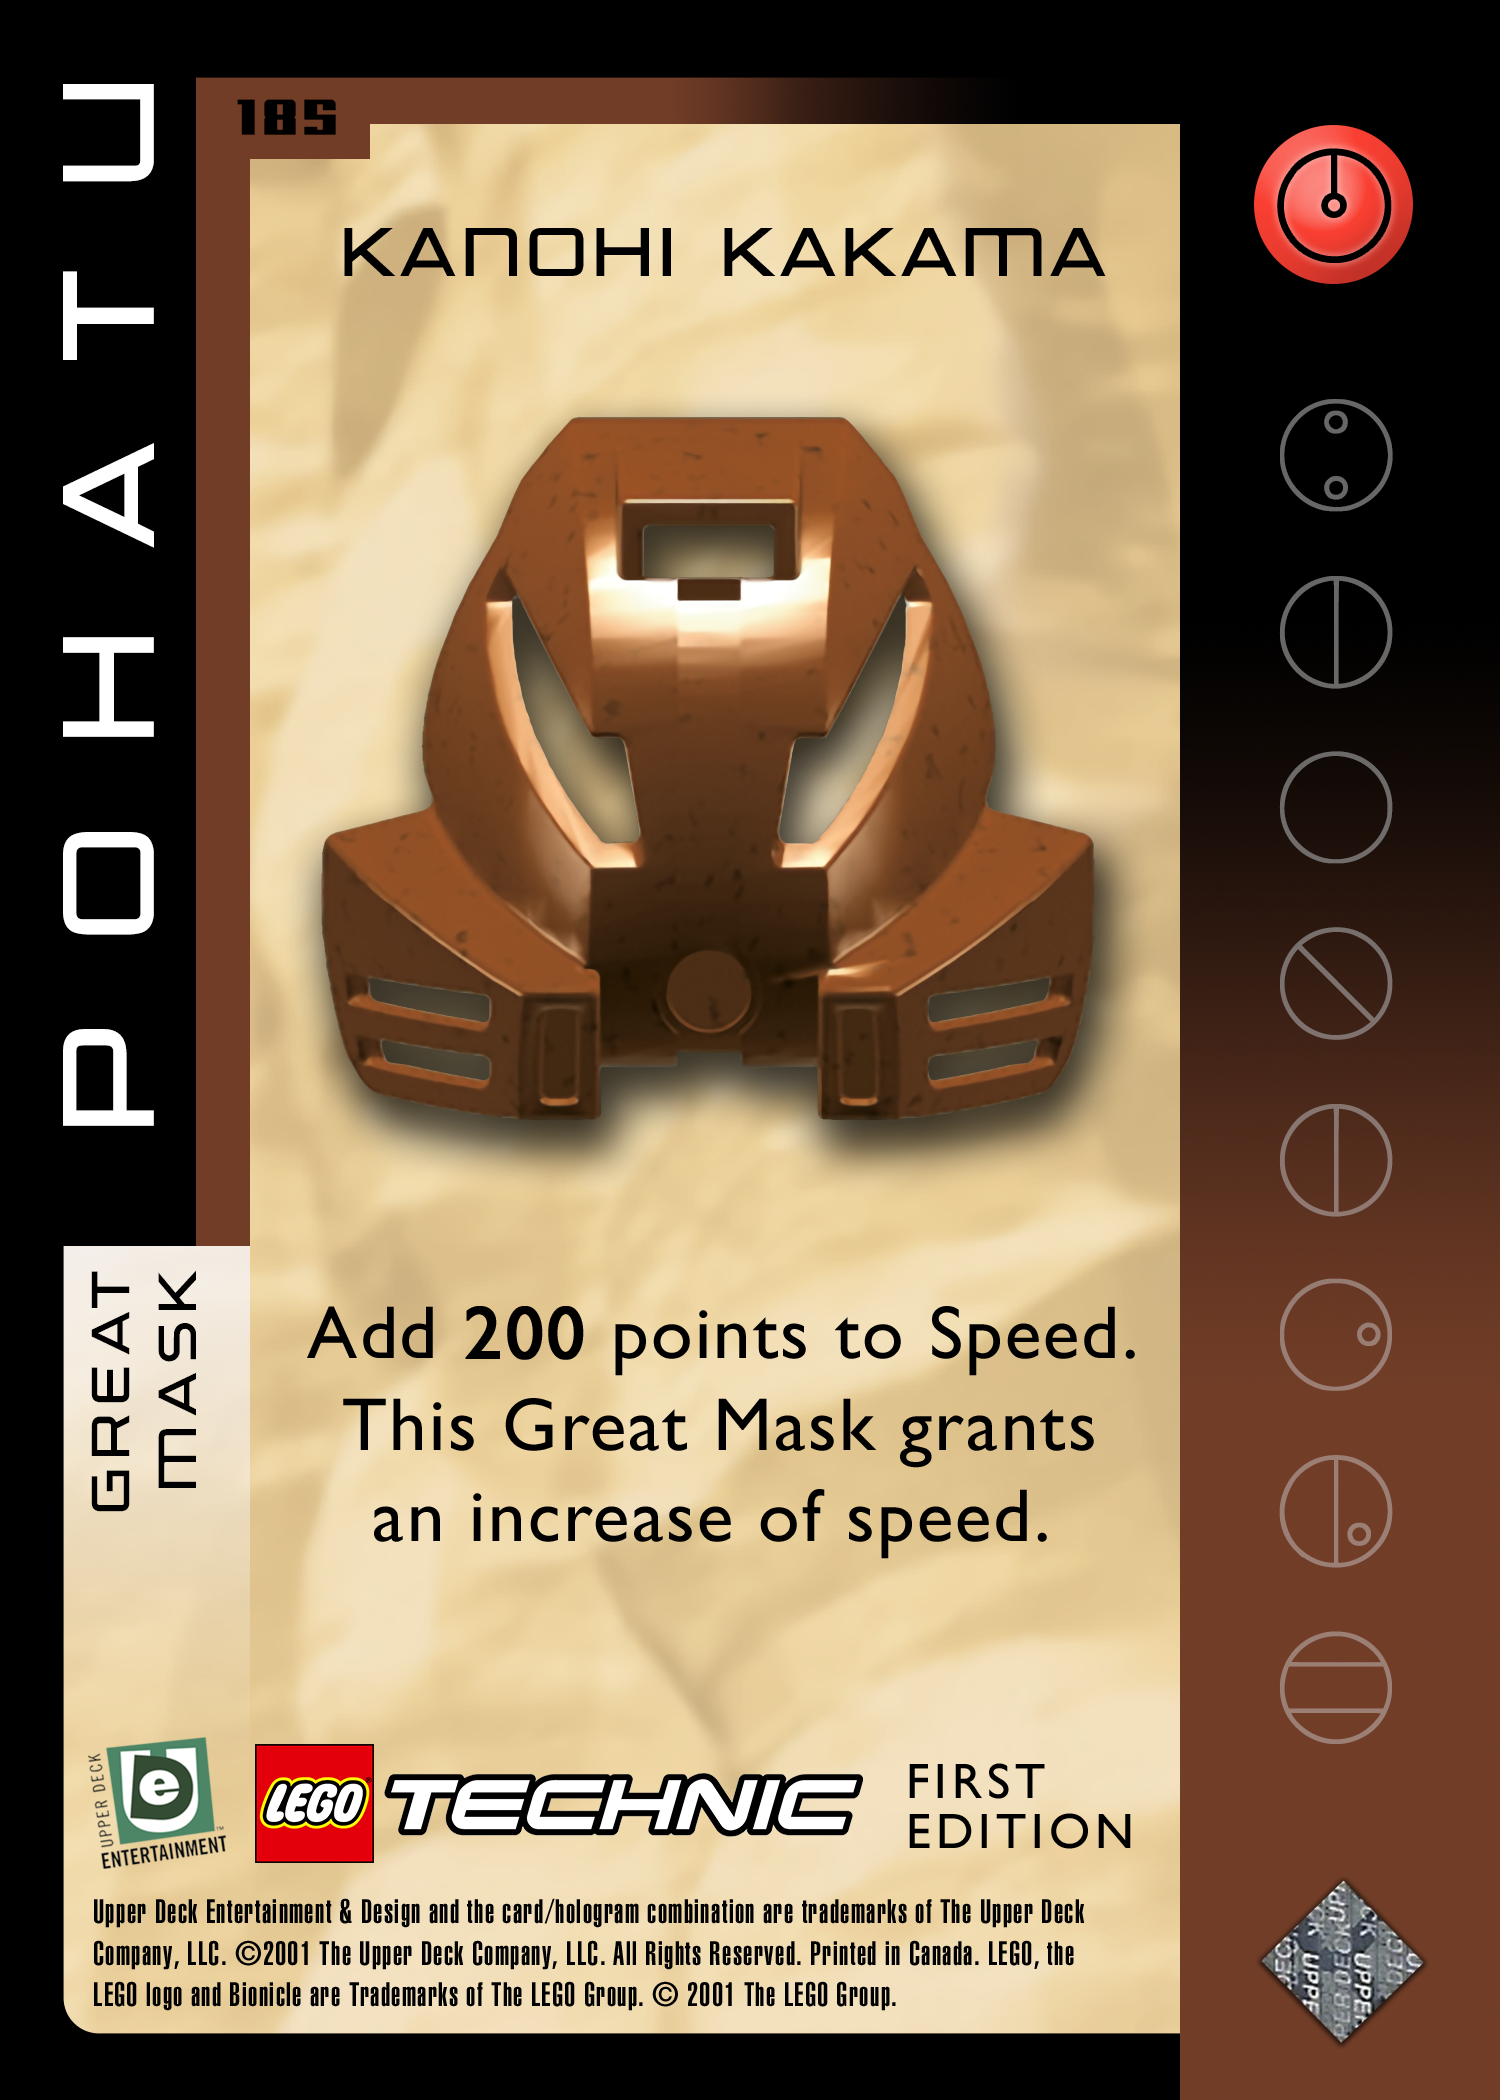 185
POHATU
KANOHI KAKAMA
GREAT
MASK
Add 200 points to Speed.
This Great Mask grants
an increase of speed.
UPPER DECK
ENTERTAINMENT
LEGO TECHNIC
FIRST
EDITION
Upper Deck Entertainment & Design and the card/hologram combination are trademarks of The Upper Deck
Company, LLC. ©2001 The Upper Deck Company, LLC. All Rights Reserved. Printed in Canada. LEGO, the
LEGO logo and Bionicle are Trademarks of The LEGO Group. © 2001 The LEGO Group.